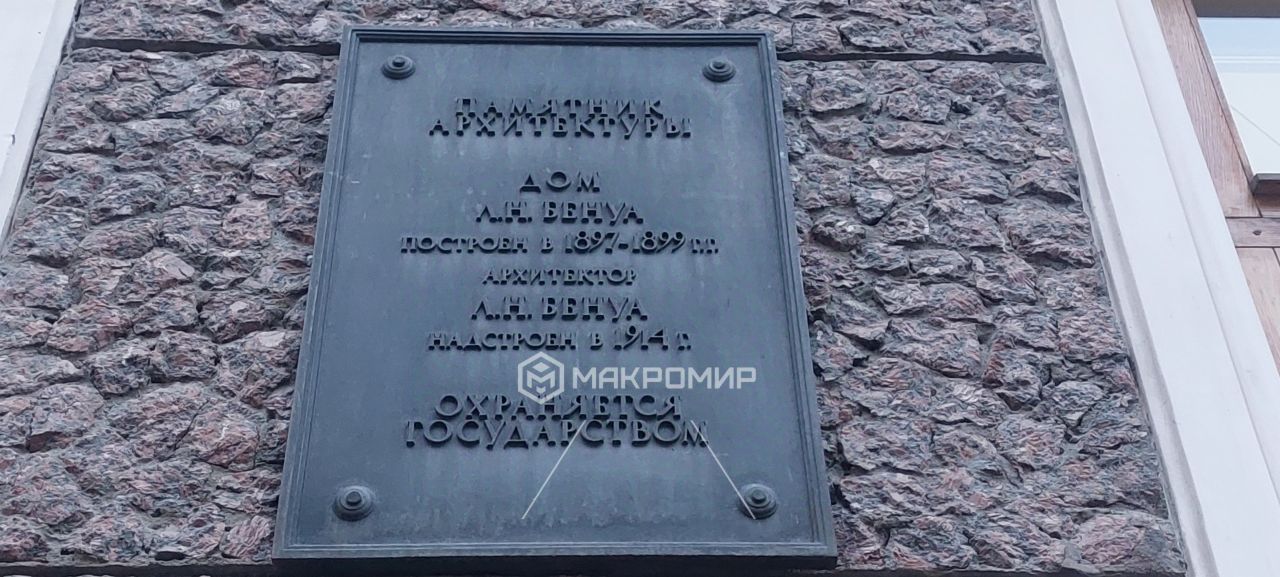 ПАМЯТНИК
АРХИТЕКТУРЫ
ДОМ
Л.Н. БЕНУА
ПОСТРОЕН В 1897-1899 Г.Г.
АРХИТЕКТОР
Л.Н. БЕНУА
НАДСТРОЕН В 1914 Г.
МАКРОМИР
ОХРАНЯЕТСЯ
ГОСУДАРСТВОМ